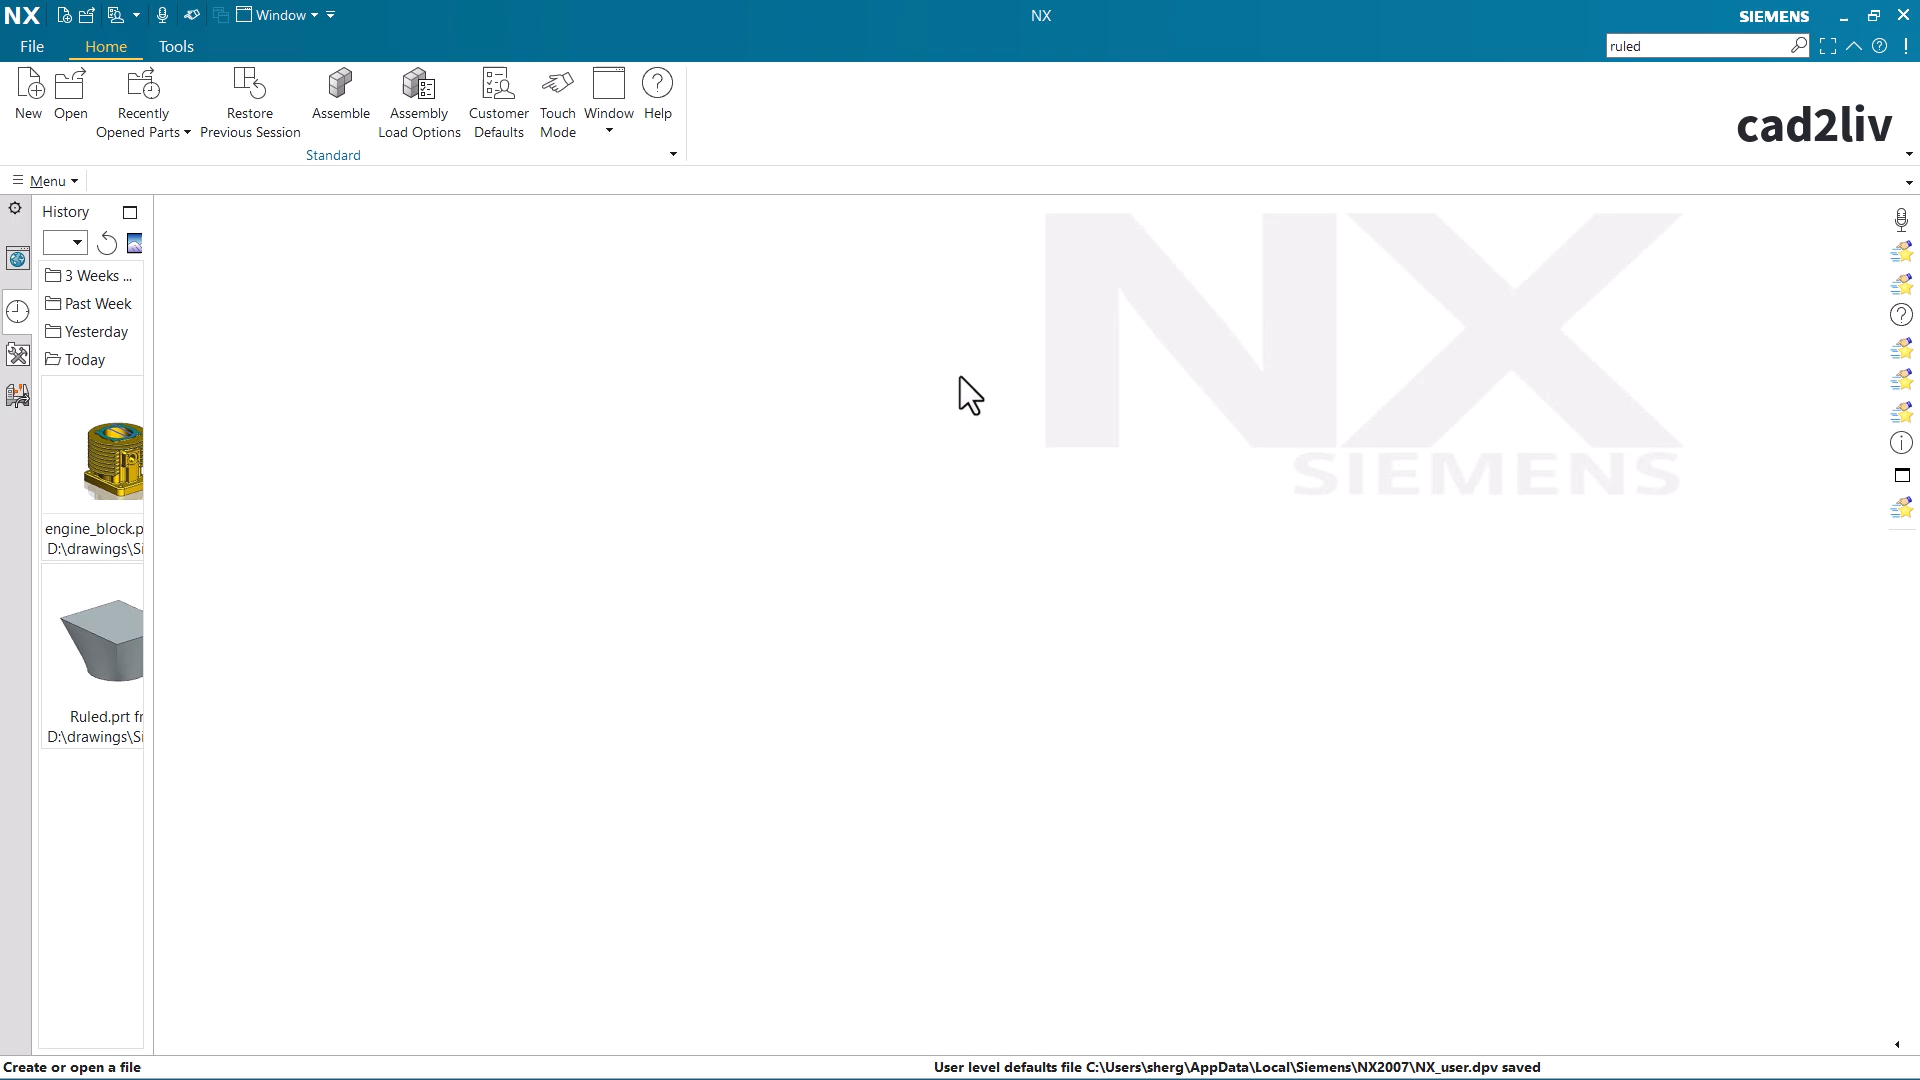 NX
Window
NX
SIEMENS
File
Home
Tools
ruled
New
Open
Recently
Opened Parts
Restore
Previous Session
Assemble
Assembly
Load Options
Customer
Defaults
Touch
Mode
Window
Help
Standard
cad2liv
Menu
History
3 Weeks ...
Past Week
Yesterday
Today
engine_block.p
D:\drawings\Si
Ruled.prt fr
D:\drawings\Si
NX
SIEMENS
Create or open a file
User level defaults file C:\Users\sherg\AppData\Local\Siemens\NX2007\NX_user.dpv saved